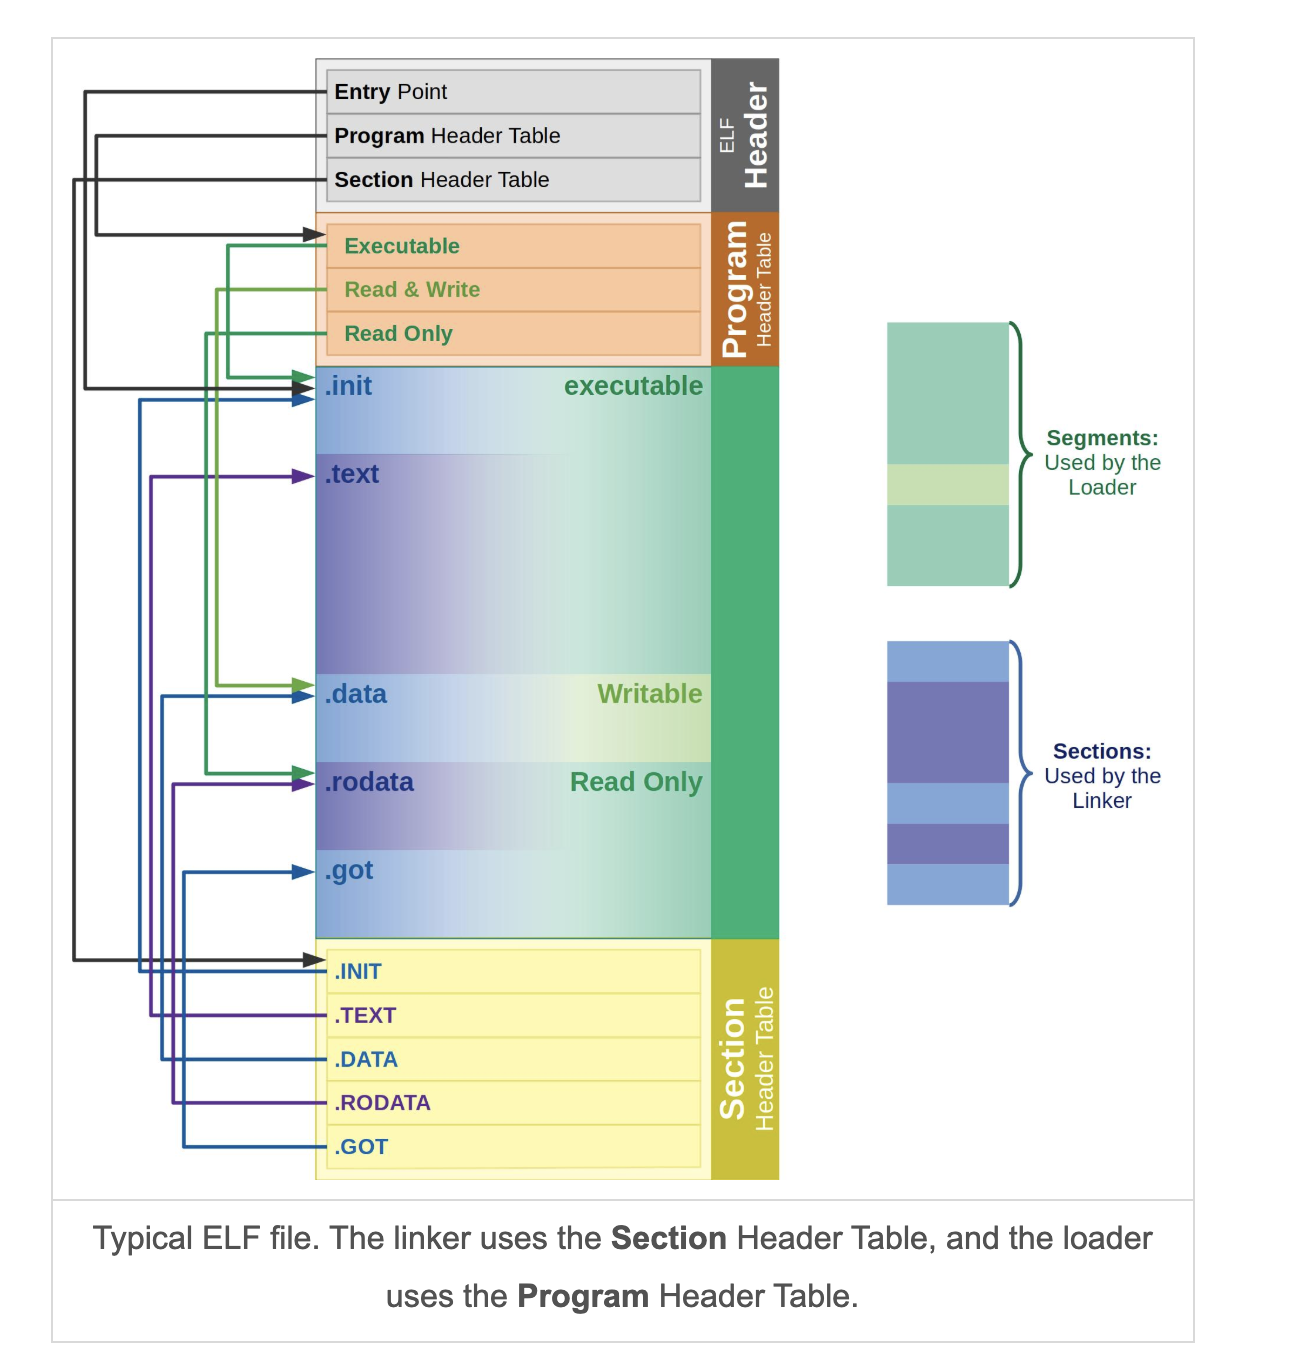 Entry Point
Program Header Table
Section Header Table
ELF
Header
Executable
Read & Write
Read Only
Program
Header Table
.init executable
.text
.data Writable
.rodata Read Only
.got
Segments:
Used by the
Loader
Sections:
Used by the
Linker
.INIT
.TEXT
.DATA
.RODATA
.GOT
Section
Header Table
Typical ELF file. The linker uses the Section Header Table, and the loader
uses the Program Header Table.